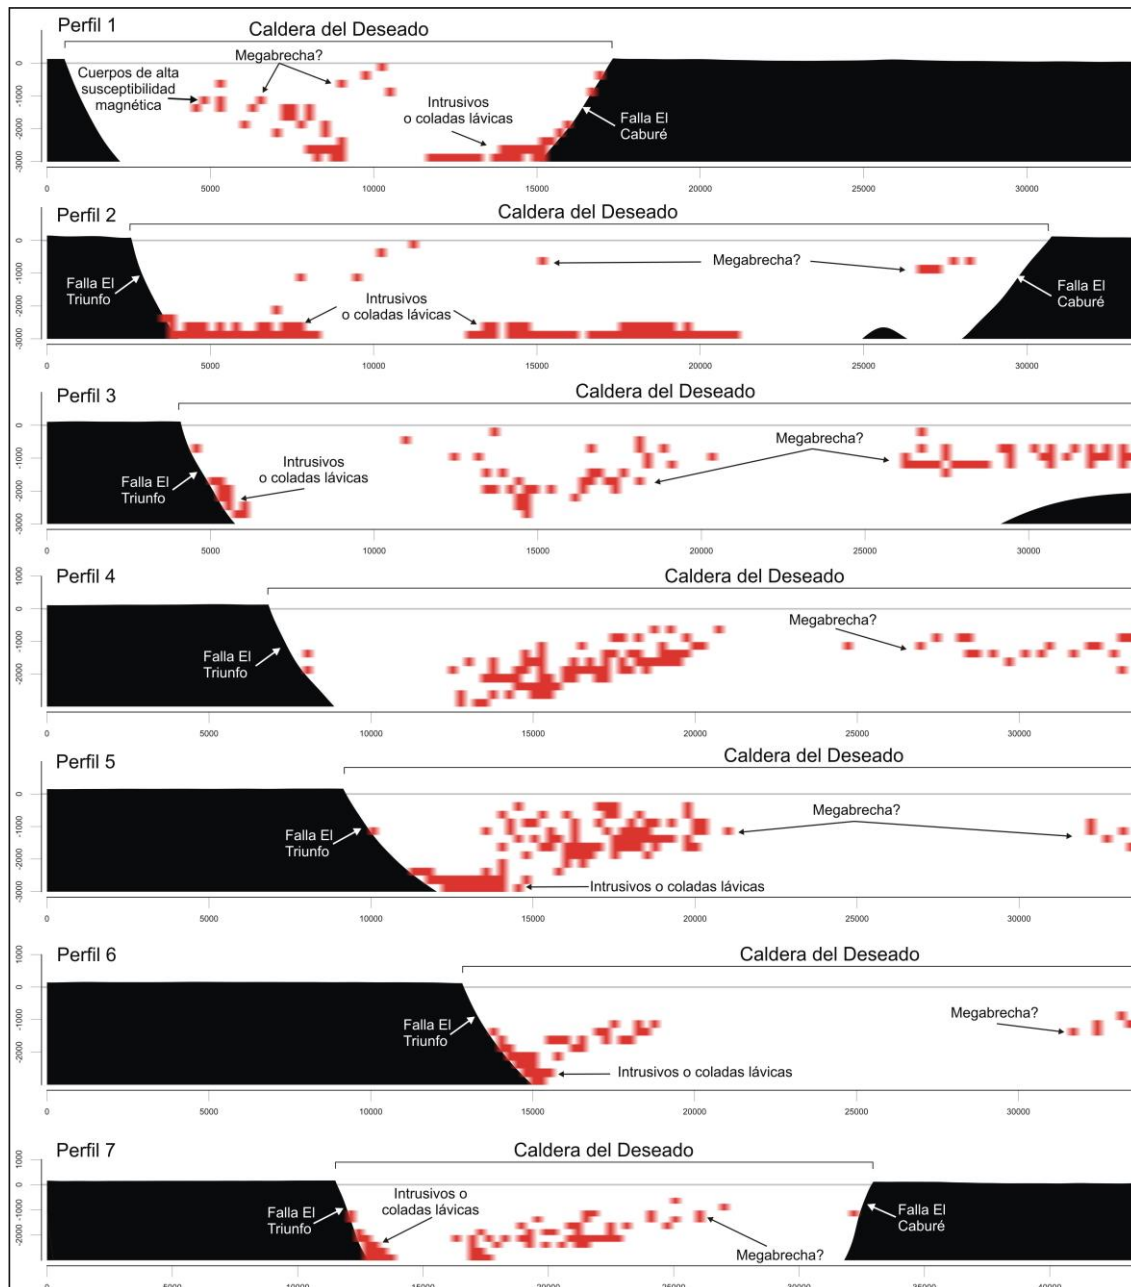 Perfil 1
Caldera del Deseado
Megabrecha?
Cuerpos de alta
susceptibilidad
magnética
Intrusivos
o coladas lávicas
Falla El
Caburé
0
-1000
-2000
-3000
0
5000
10000
15000
20000
25000
30000
Perfil 2
Caldera del Deseado
Falla El
Triunfo
Intrusivos
o coladas lávicas
Megabrecha?
Falla El
Caburé
0
-1000
-2000
-3000
0
5000
10000
15000
20000
25000
30000
Perfil 3
Caldera del Deseado
Falla El
Triunfo
Intrusivos
o coladas lávicas
Megabrecha?
0
-1000
-2000
-3000
0
5000
10000
15000
20000
25000
30000
Perfil 4
Caldera del Deseado
Falla El
Triunfo
Megabrecha?
1000
0
-1000
-2000
0
5000
10000
15000
20000
25000
30000
Perfil 5
Caldera del Deseado
Falla El
Triunfo
Megabrecha?
Intrusivos o coladas lávicas
0
-1000
-2000
-3000
0
5000
10000
15000
20000
25000
30000
Perfil 6
Caldera del Deseado
Falla El
Triunfo
Megabrecha?
Intrusivos o coladas lávicas
1000
0
-1000
-2000
0
5000
10000
15000
20000
25000
30000
Perfil 7
Caldera del Deseado
Falla El
Triunfo
Intrusivos o
coladas lávicas
Megabrecha?
Falla El
Caburé
1000
0
-1000
-2000
0
5000
15000
20000
25000
30000
40000